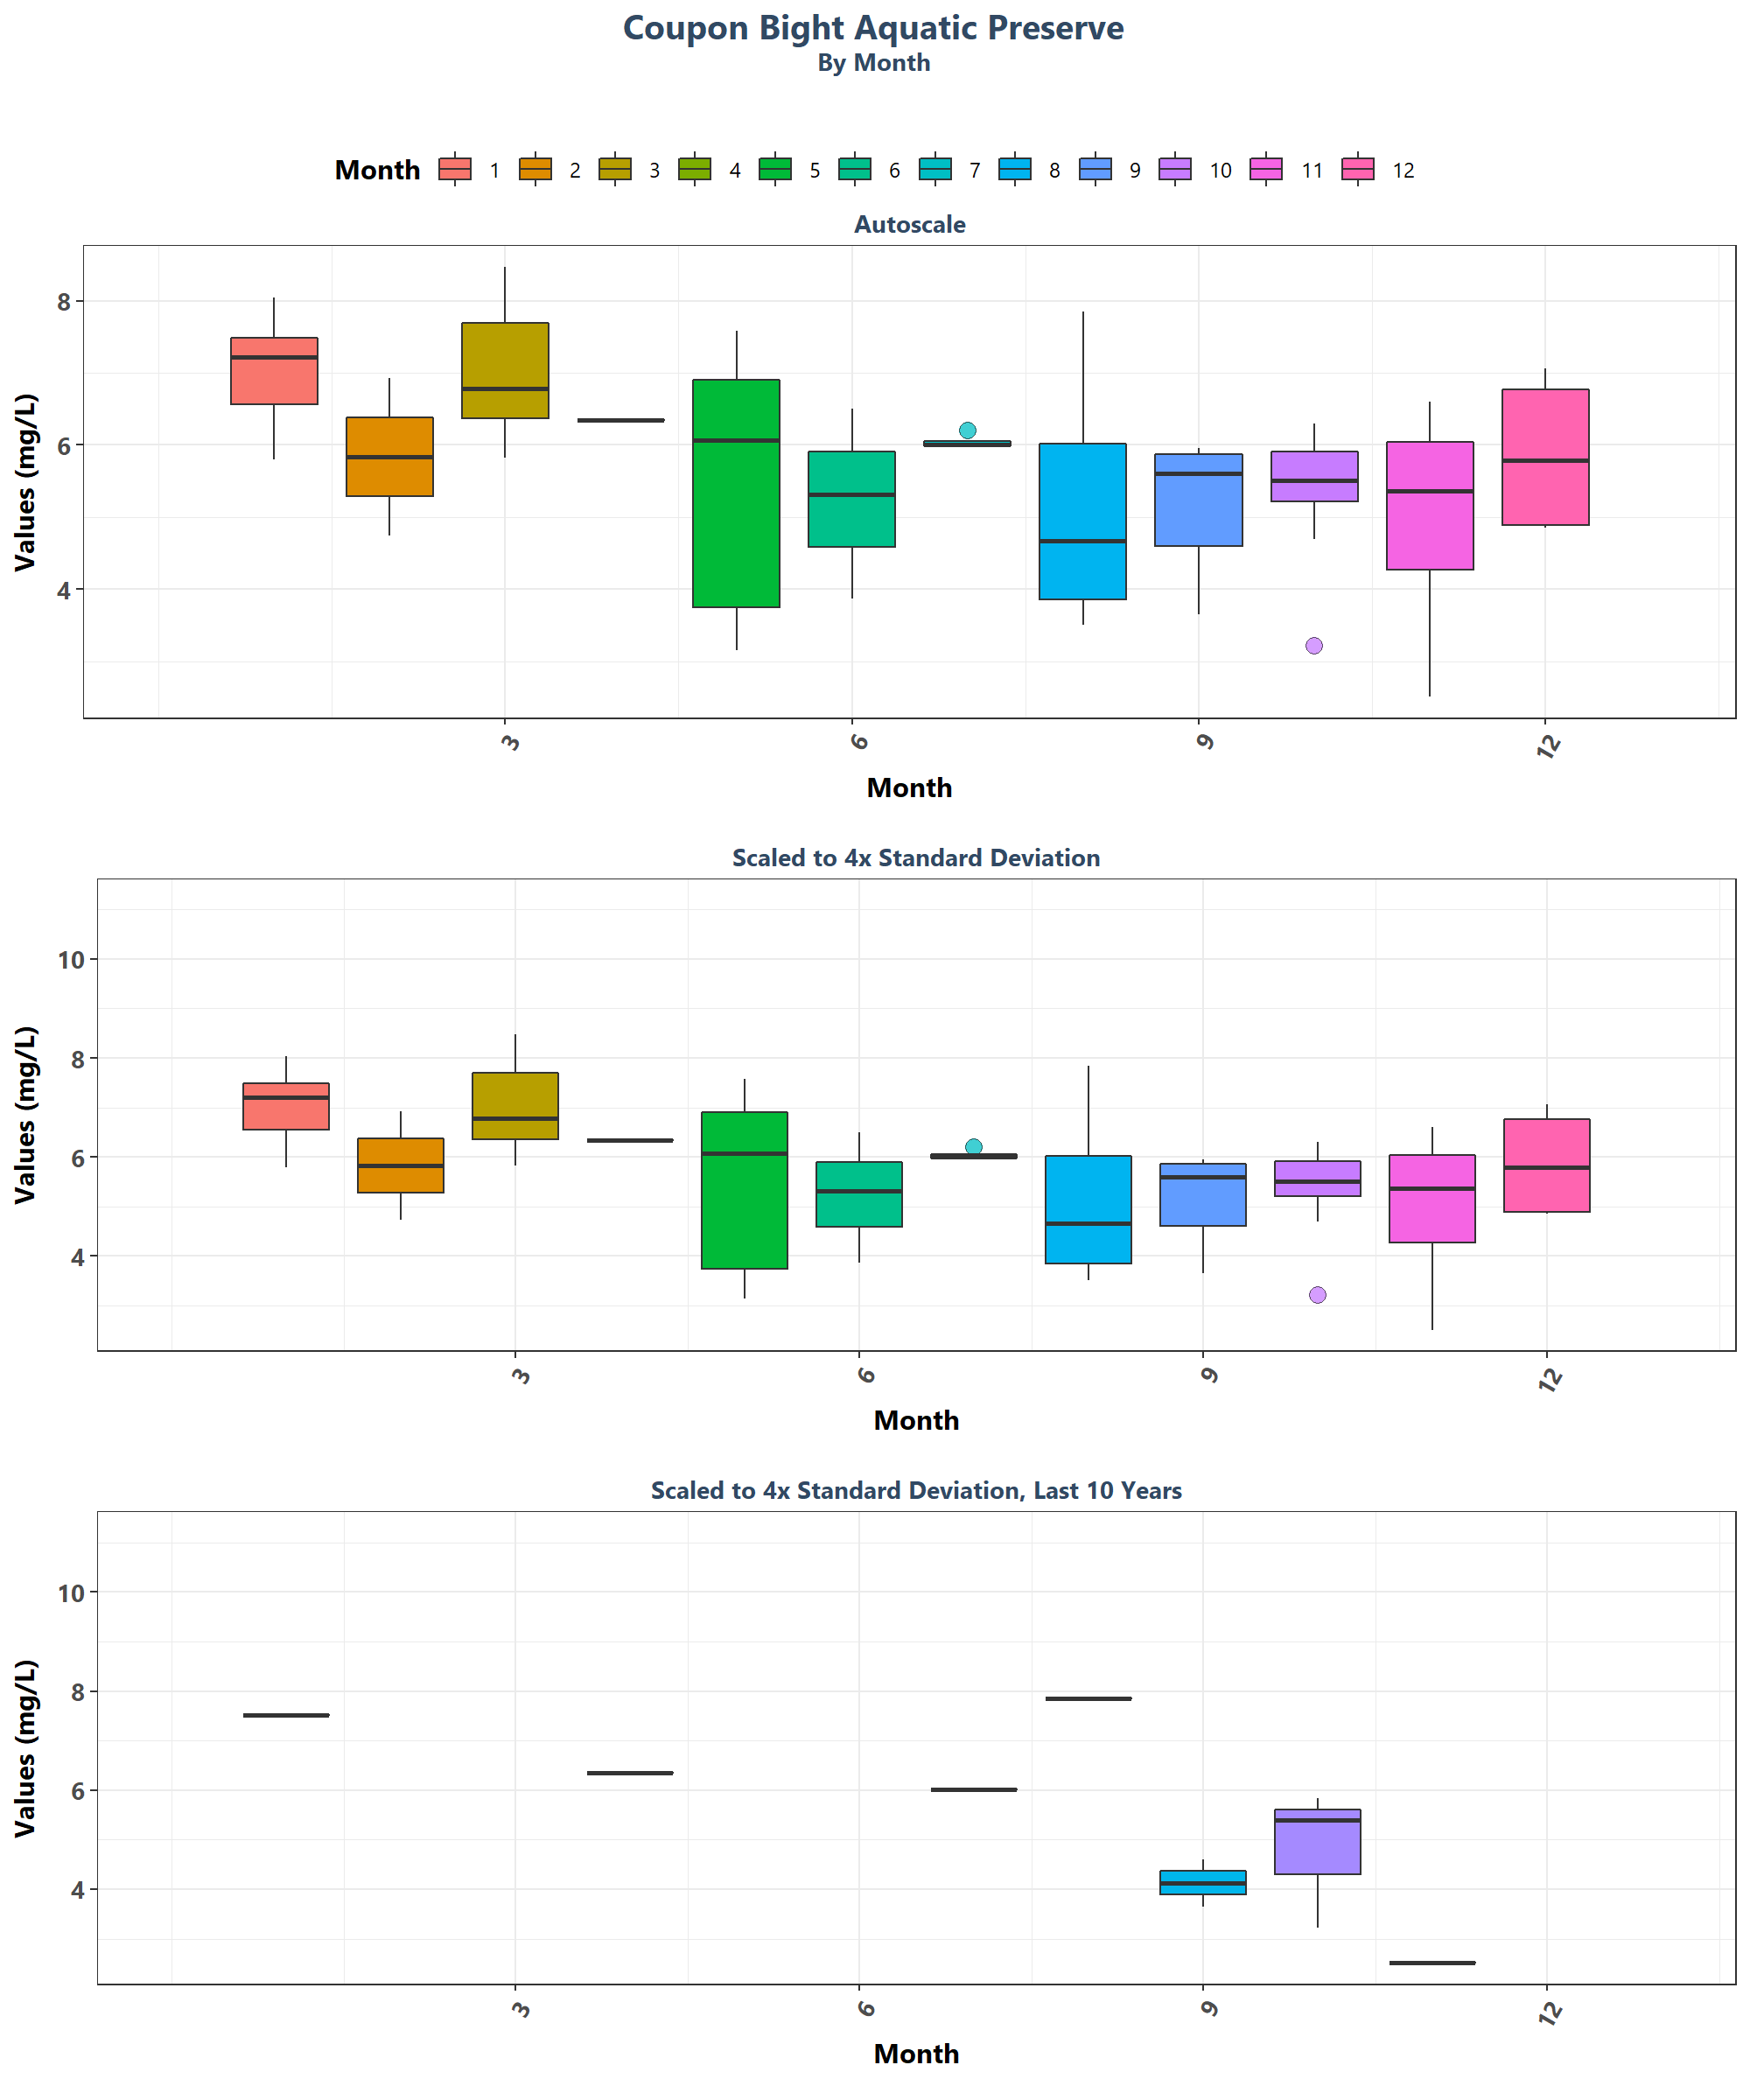 Coupon Bight Aquatic Preserve
By Month
Month 1 2 3 4 5 6 7 8 9 10 11 12
Autoscale
Values (mg/L)
8
6
4
3 6 9 12
Month
Scaled to 4x Standard Deviation
Values (mg/L)
10
8
6
4
3 6 9 12
Month
Scaled to 4x Standard Deviation, Last 10 Years
Values (mg/L)
10
8
6
4
3 6 9 12
Month